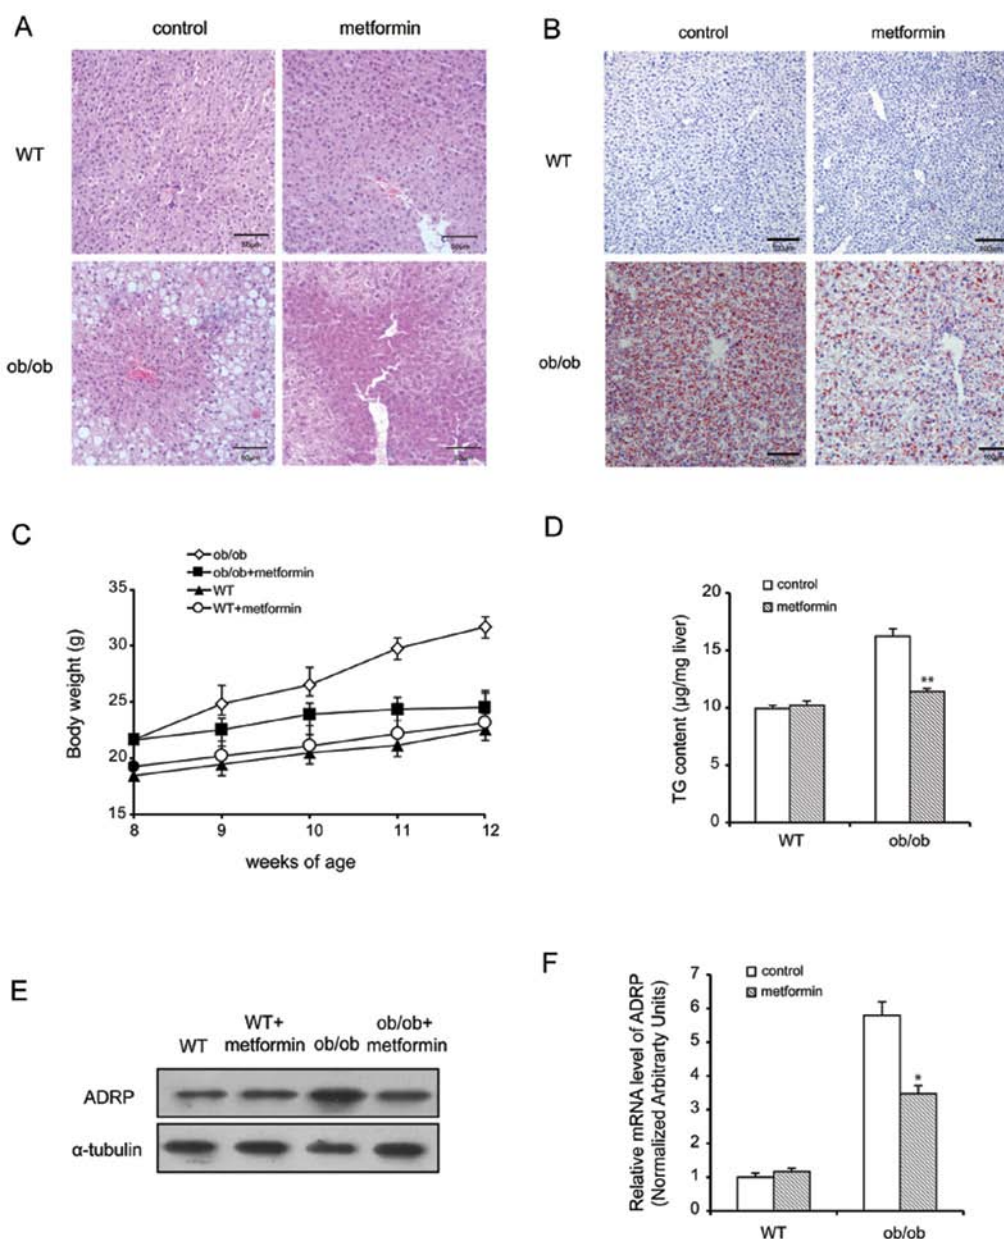 A
control
metformin
WT
50μm
50μm
ob/ob
50μm
B
control
metformin
WT
ob/ob
C
ob/ob
ob/ob+metformin
WT
WT+metformin
Body weight (g)
35
30
25
20
15
8
9
10
11
12
weeks of age
D
control
metformin
TG content (μg/mg liver)
20
15
10
5
0
**
WT
ob/ob
E
WT
WT+
metformin
ob/ob
ob/ob+
metformin
ADRP
α-tubulin
F
control
metformin
Relative mRNA level of ADRP
(Normalized Arbitrarty Units)
7
6
5
4
3
2
1
0
*
WT
ob/ob